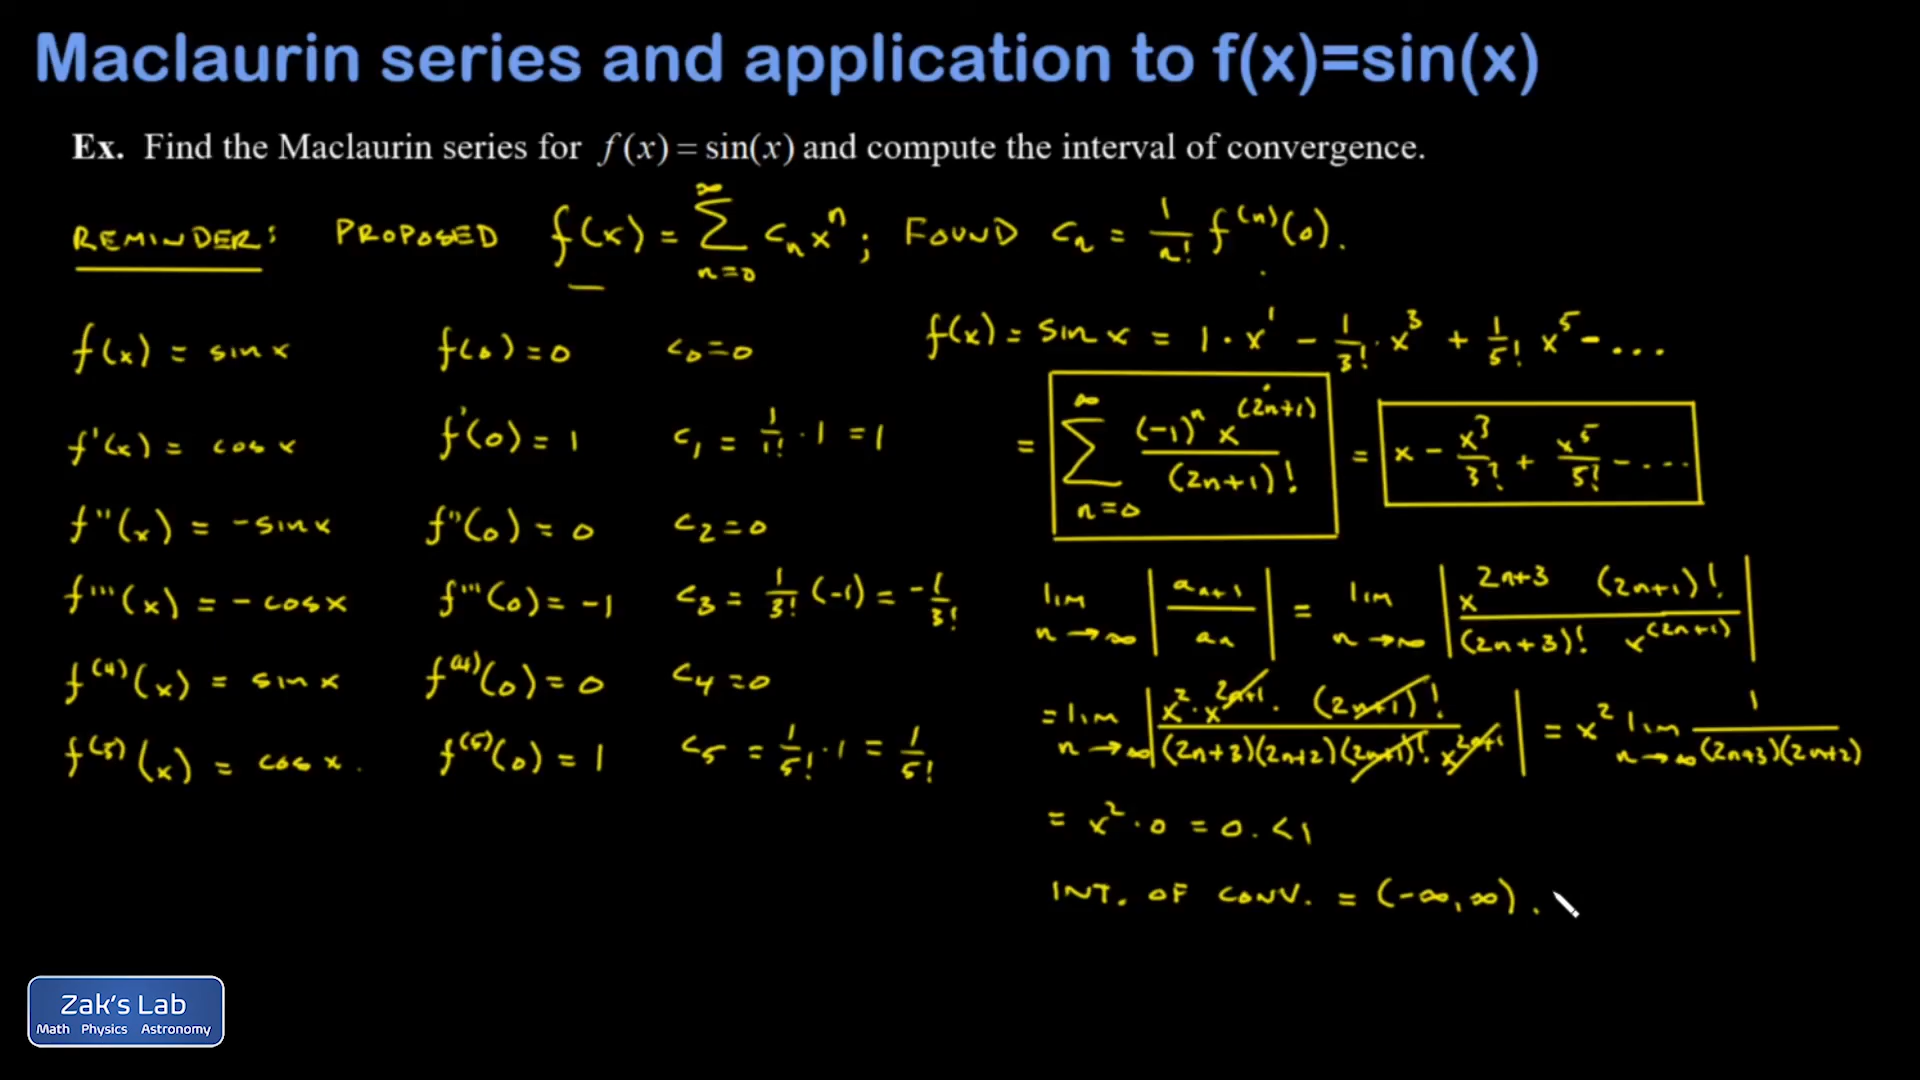 Maclaurin series and application to f(x)=sin(x)
Ex. Find the Maclaurin series for f(x) = sin(x) and compute the interval of convergence.
REMINDER: PROPOSED f(x) = ∑_{n=0}^{∞} c_n x^n ; FOUND c_n = 1/n! f^{(n)}(0).
f(x) = sin x f(0) = 0 c_0 = 0
f'(x) = cos x f'(0) = 1 c_1 = 1/1! · 1 = 1
f''(x) = -sin x f''(0) = 0 c_2 = 0
f'''(x) = -cos x f'''(0) = -1 c_3 = 1/3! (-1) = -1/3!
f^{(4)}(x) = sin x f^{(4)}(0) = 0 c_4 = 0
f^{(5)}(x) = cos x. f^{(5)}(0) = 1 c_5 = 1/5! · 1 = 1/5!
f(x) = sin x = 1 · x^1 - 1/3! · x^3 + 1/5! x^5 - ...
= ∑_{n=0}^{∞} (-1)^n x^{(2n+1)} / (2n+1)! = x - x^3/3! + x^5/5! - ....
lim_{n→∞} | a_{n+1} / a_n | = lim_{n→∞} | x^{2n+3} (2n+1)! / (2n+3)! x^{(2n+1)} |
= lim_{n→∞} | x^2 · x^{2n+1} · (2n+1)! / (2n+3)(2n+2)(2n+1)! x^{2n+1} | = x^2 lim_{n→∞} 1 / (2n+3)(2n+2)
= x^2 · 0 = 0. < 1
INT. OF CONV. = (-∞, ∞).
Zak's Lab
Math Physics Astronomy